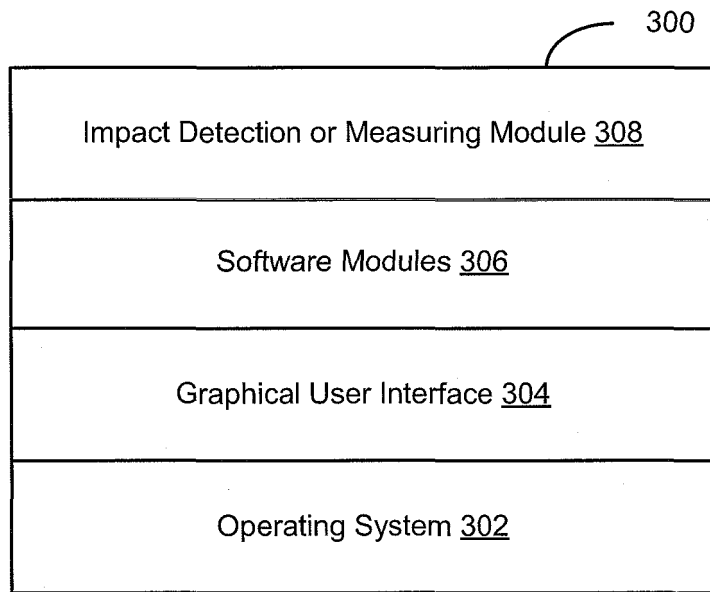 300
Impact Detection or Measuring Module 308
Software Modules 306
Graphical User Interface 304
Operating System 302